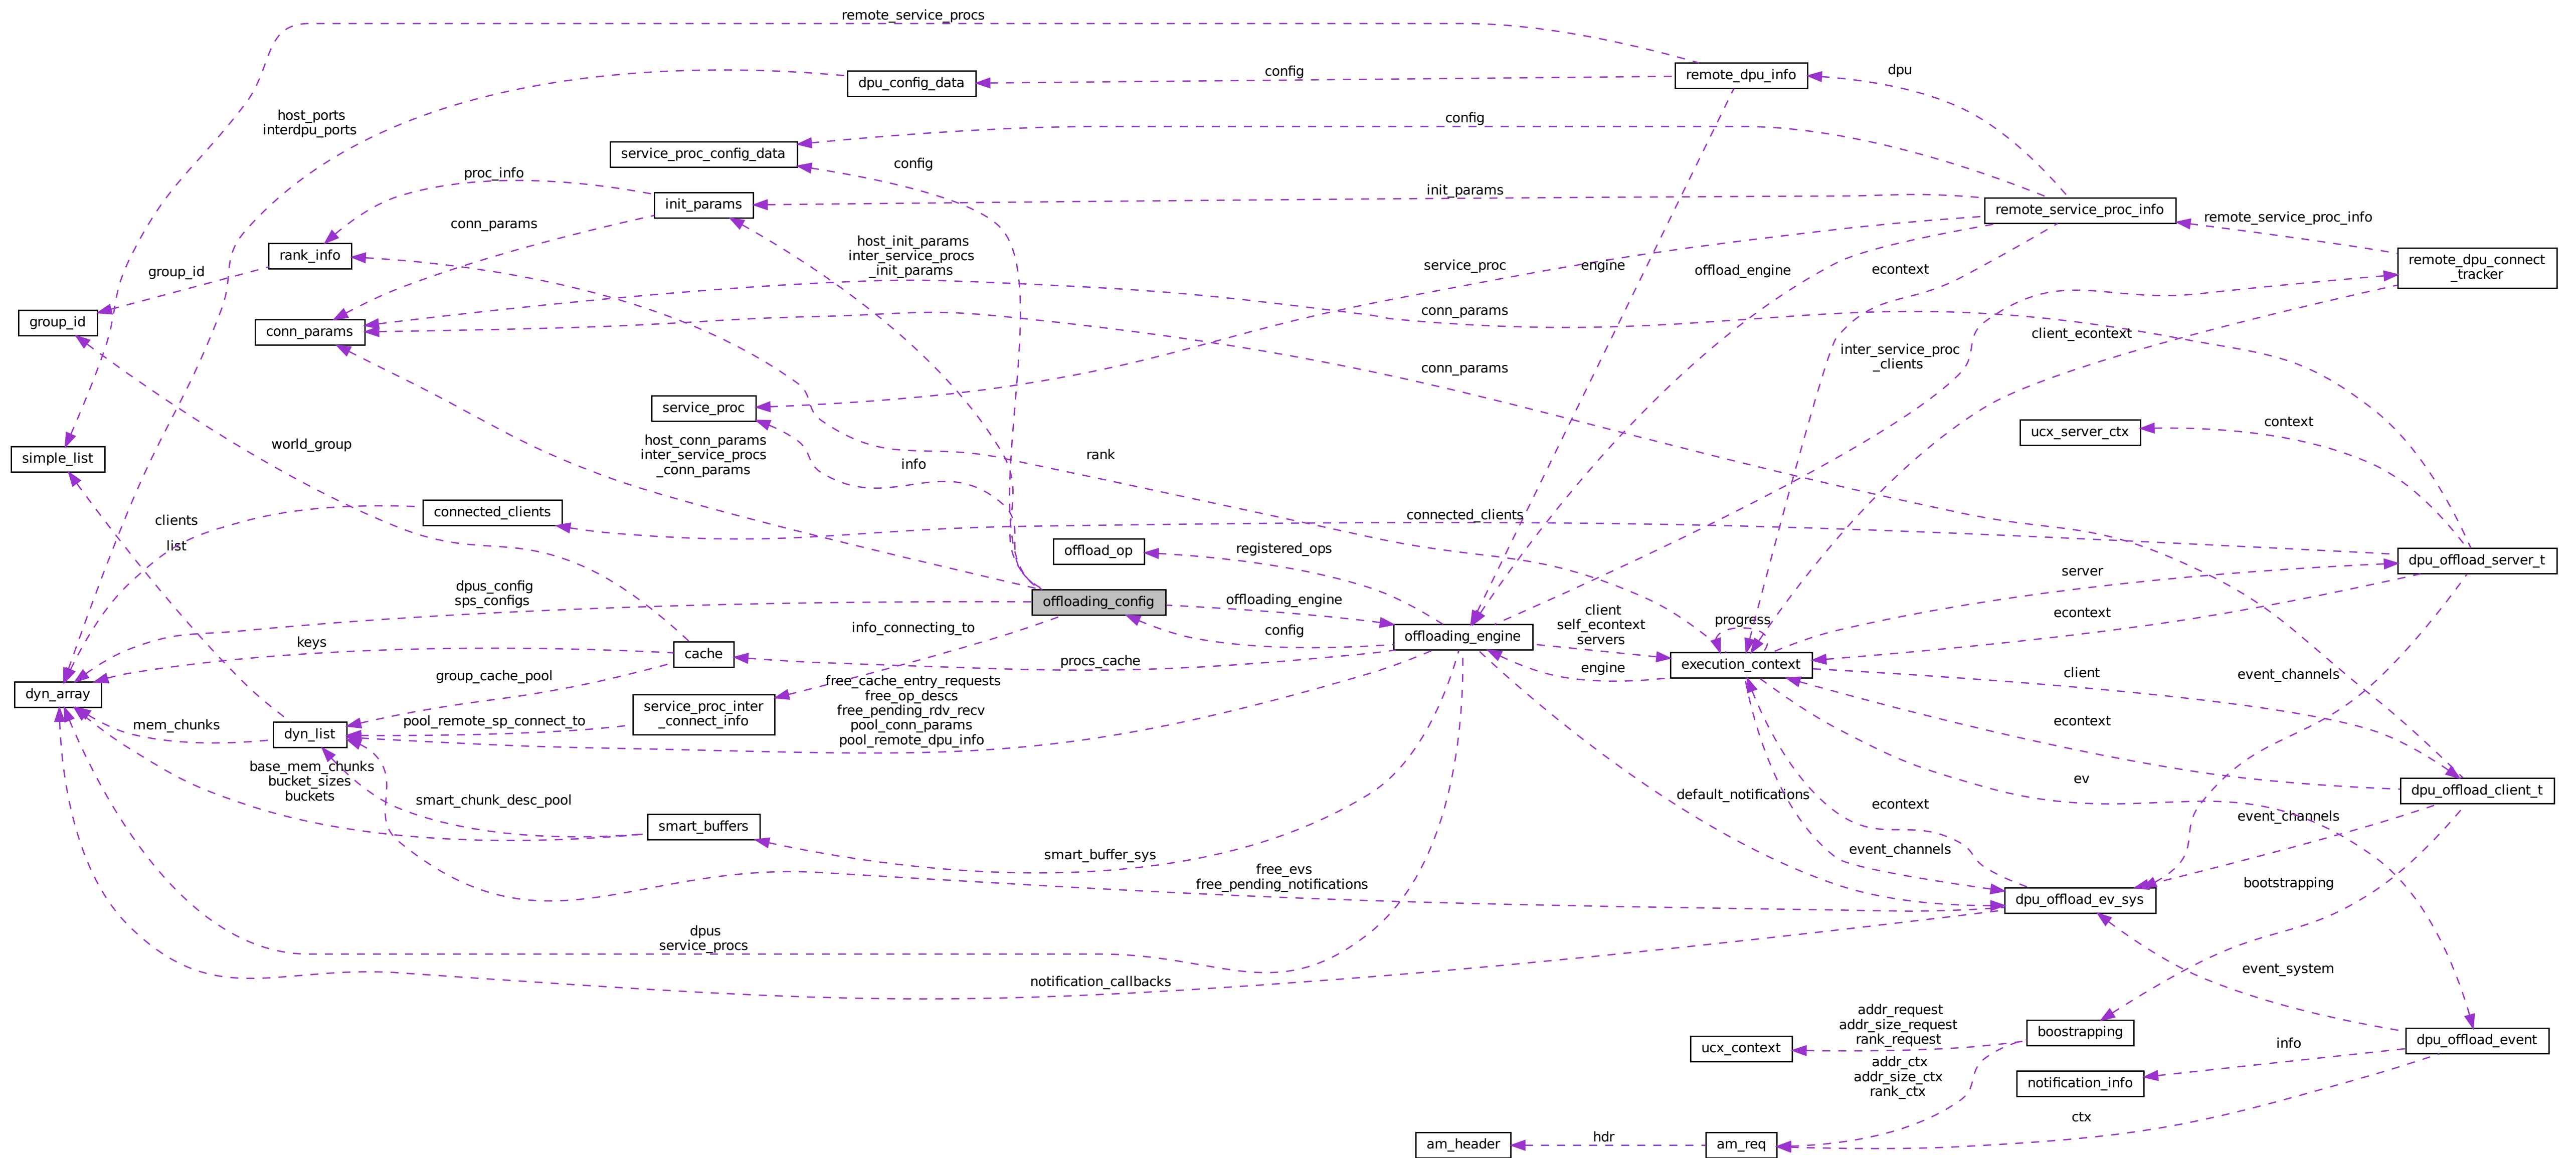 remote_service_procs
dpu
remote_dpu_info
config
dpu_config_data
host_ports
interdpu_ports
config
service_proc_config_data
config
proc_info
init_params
init_params
remote_service_proc_info
remote_service_proc_info
conn_params
host_init_params
inter_service_procs
_init_params
rank_info
group_id
service_proc
engine
offload_engine
econtext
remote_dpu_connect
_tracker
group_id
conn_params
conn_params
client_econtext
inter_service_proc
_clients
conn_params
service_proc
context
ucx_server_ctx
world_group
host_conn_params
inter_service_procs
_conn_params
simple_list
info
rank
connected_clients
clients
connected_clients
list
registered_ops
offload_op
dpu_offload_server_t
server
dpus_config
sps_configs
offloading_config
offloading_engine
client
self_econtext
servers
econtext
info_connecting_to
config
offloading_engine
progress
keys
cache
procs_cache
engine
execution_context
client
event_channels
group_cache_pool
free_cache_entry_requests
free_op_descs
free_pending_rdv_recv
pool_conn_params
pool_remote_dpu_info
dyn_array
service_proc_inter
_connect_info
mem_chunks
pool_remote_sp_connect_to
dyn_list
econtext
base_mem_chunks
bucket_sizes
buckets
ev
dpu_offload_client_t
smart_chunk_desc_pool
default_notifications
econtext
smart_buffers
event_channels
smart_buffer_sys
event_channels
free_evs
free_pending_notifications
bootstrapping
dpu_offload_ev_sys
dpus
service_procs
notification_callbacks
event_system
addr_request
addr_size_request
rank_request
boostrapping
ucx_context
info
dpu_offload_event
addr_ctx
addr_size_ctx
rank_ctx
notification_info
ctx
am_header
hdr
am_req